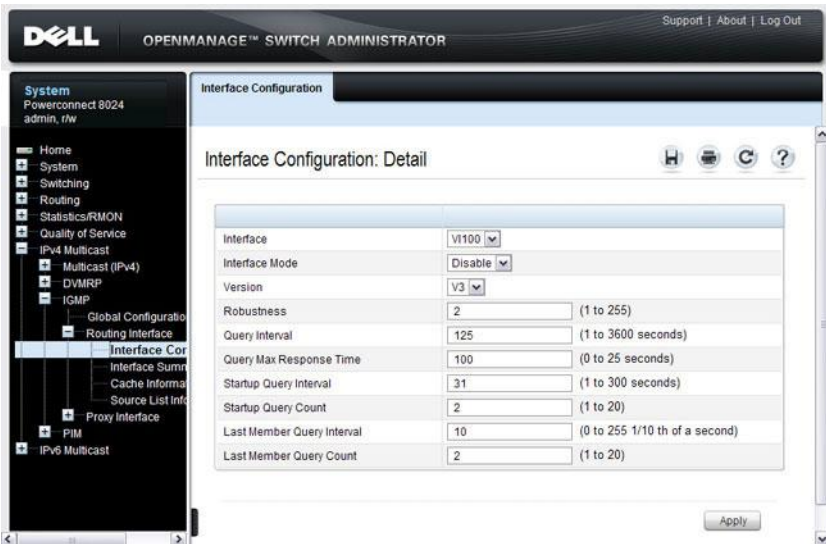 Support | About | Log Out
DELL OPENMANAGE™ SWITCH ADMINISTRATOR
System
Powerconnect 8024
admin, r/w
Home
System
Switching
Routing
Statistics/RMON
Quality of Service
IPv4 Multicast
Multicast (IPv4)
DVMRP
IGMP
Global Configuratio
Routing Interface
Interface Cor
Interface Summ
Cache Informa
Source List Info
Proxy Interface
PIM
IPv6 Multicast
Interface Configuration
Interface Configuration: Detail
Interface Vl100
Interface Mode Disable
Version V3
Robustness 2 (1 to 255)
Query Interval 125 (1 to 3600 seconds)
Query Max Response Time 100 (0 to 25 seconds)
Startup Query Interval 31 (1 to 300 seconds)
Startup Query Count 2 (1 to 20)
Last Member Query Interval 10 (0 to 255 1/10 th of a second)
Last Member Query Count 2 (1 to 20)
Apply